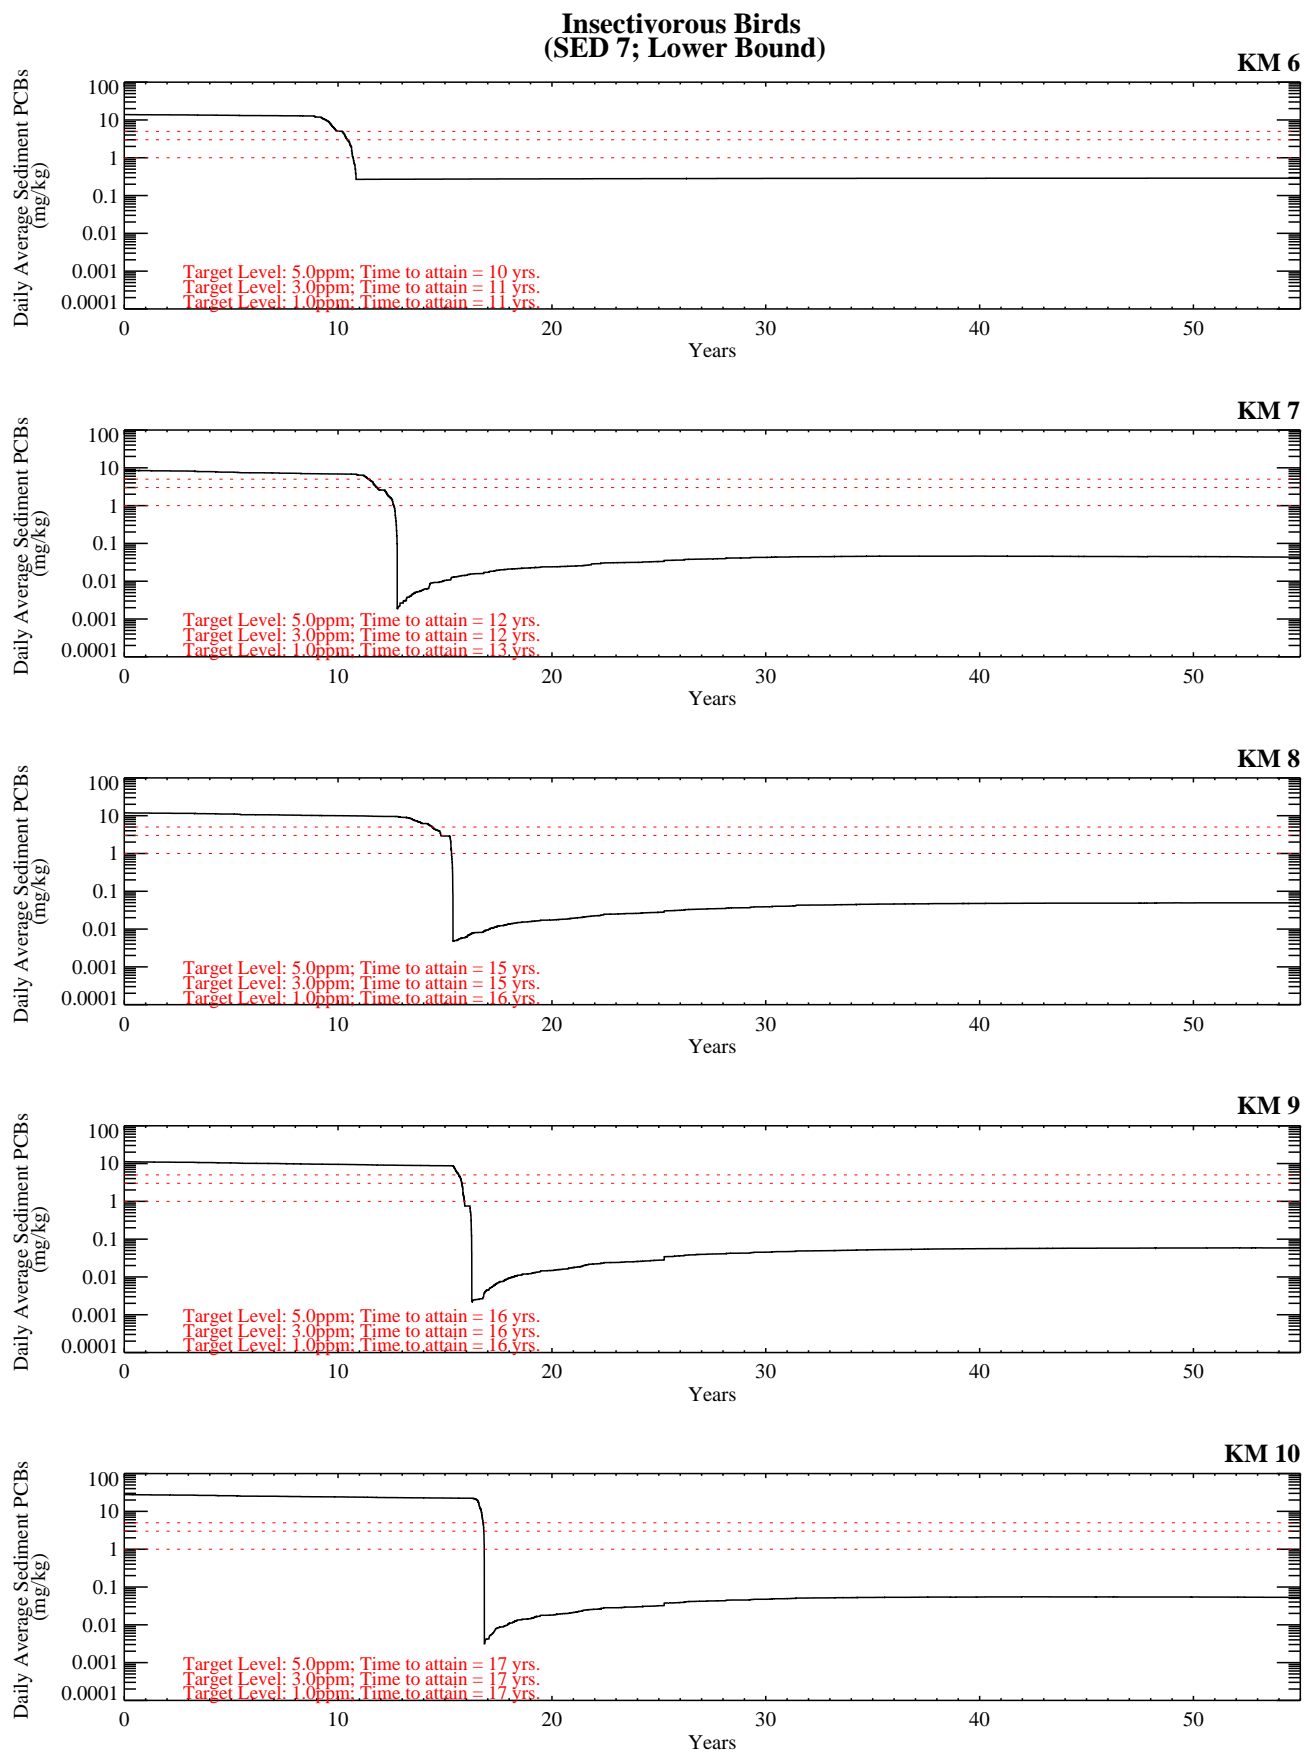 Insectivorous Birds
(SED 7; Lower Bound)
KM 6
Daily Average Sediment PCBs
(mg/kg)
100
10
1
0.1
0.01
0.001
0.0001
Target Level: 5.0ppm; Time to attain = 10 yrs.
Target Level: 3.0ppm; Time to attain = 11 yrs.
Target Level: 1.0ppm; Time to attain = 11 yrs.
0 10 20 30 40 50
Years
KM 7
Daily Average Sediment PCBs
(mg/kg)
100
10
1
0.1
0.01
0.001
0.0001
Target Level: 5.0ppm; Time to attain = 12 yrs.
Target Level: 3.0ppm; Time to attain = 12 yrs.
Target Level: 1.0ppm; Time to attain = 13 yrs.
0 10 20 30 40 50
Years
KM 8
Daily Average Sediment PCBs
(mg/kg)
100
10
1
0.1
0.01
0.001
0.0001
Target Level: 5.0ppm; Time to attain = 15 yrs.
Target Level: 3.0ppm; Time to attain = 15 yrs.
Target Level: 1.0ppm; Time to attain = 16 yrs.
0 10 20 30 40 50
Years
KM 9
Daily Average Sediment PCBs
(mg/kg)
100
10
1
0.1
0.01
0.001
0.0001
Target Level: 5.0ppm; Time to attain = 16 yrs.
Target Level: 3.0ppm; Time to attain = 16 yrs.
Target Level: 1.0ppm; Time to attain = 16 yrs.
0 10 20 30 40 50
Years
KM 10
Daily Average Sediment PCBs
(mg/kg)
100
10
1
0.1
0.01
0.001
0.0001
Target Level: 5.0ppm; Time to attain = 17 yrs.
Target Level: 3.0ppm; Time to attain = 17 yrs.
Target Level: 1.0ppm; Time to attain = 17 yrs.
0 10 20 30 40 50
Years